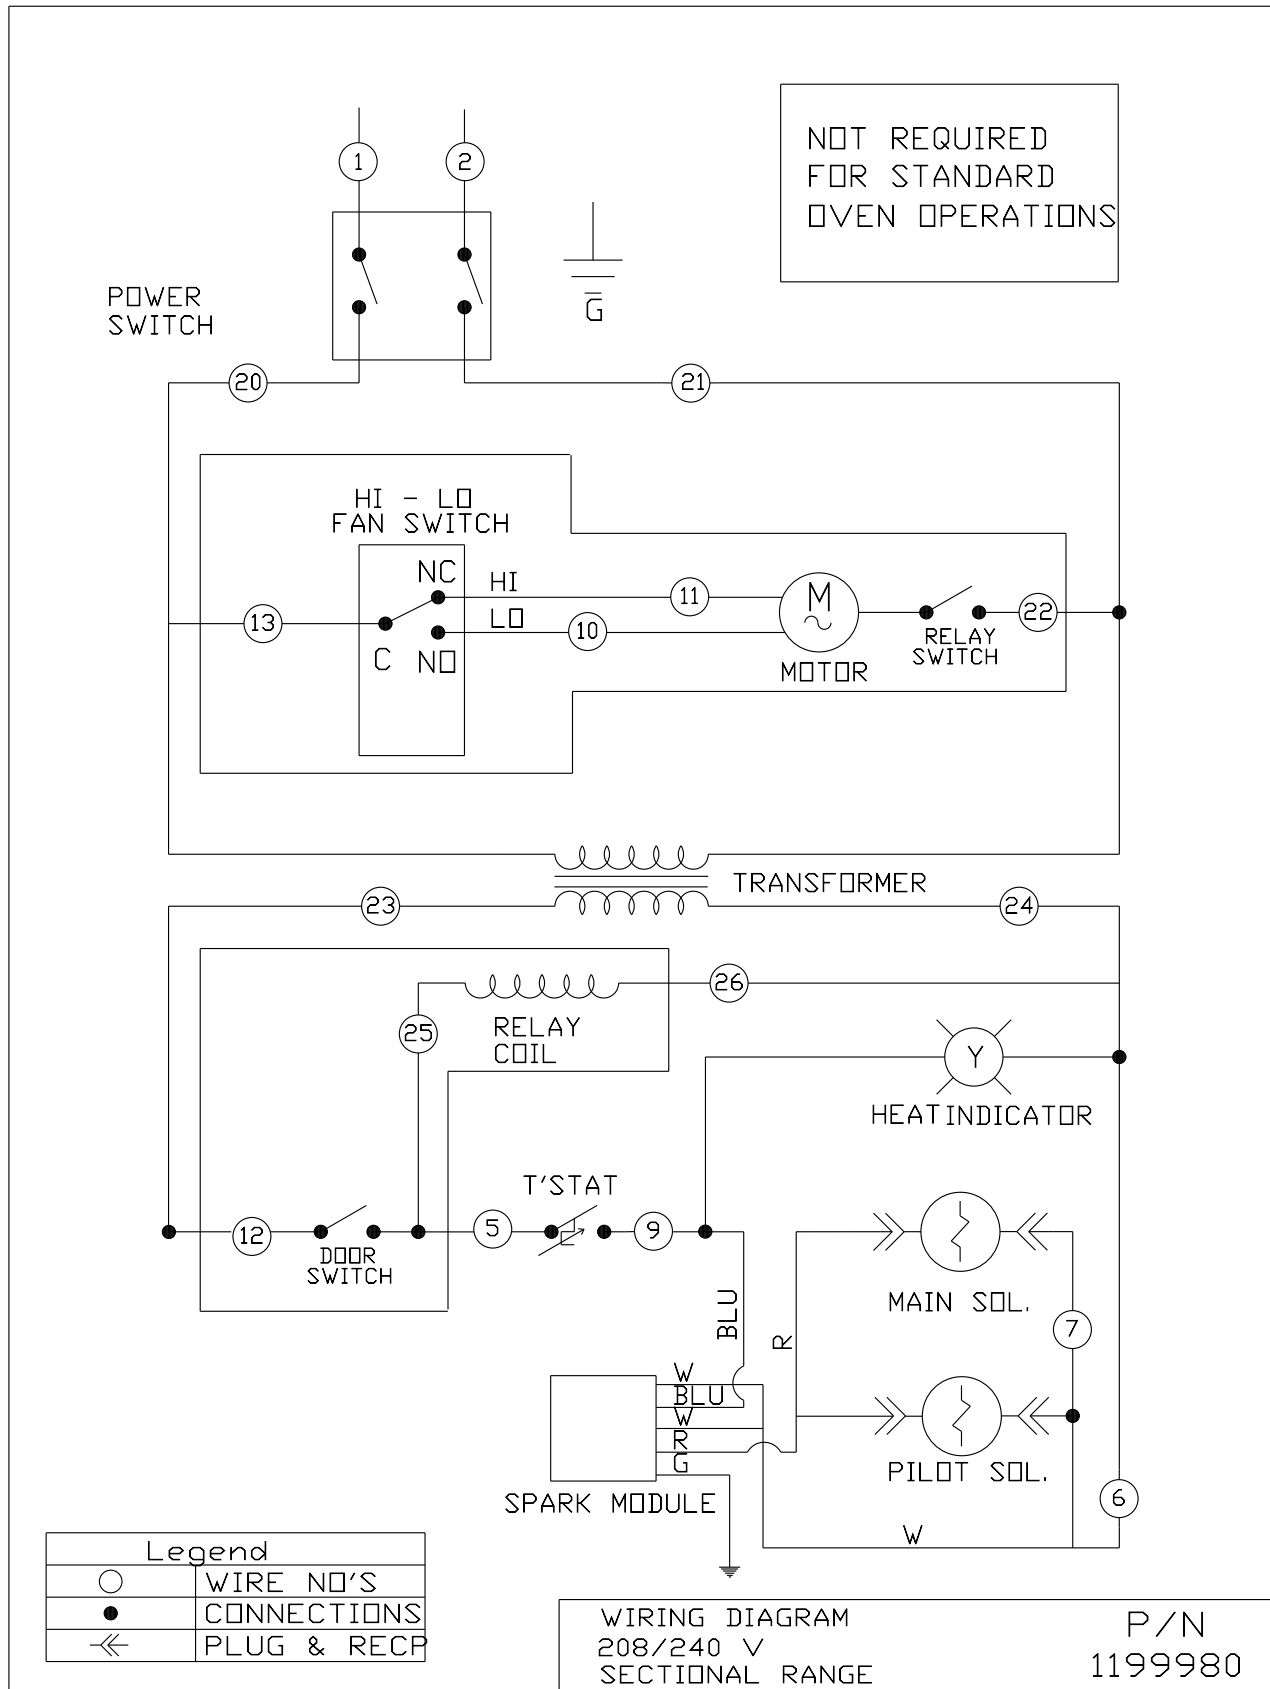 NOT REQUIRED
FOR STANDARD
OVEN OPERATIONS
1
2
POWER
SWITCH
G
20
21
HI - LO
FAN SWITCH
NC
HI
11
M
13
LO
10
22
C
NO
MOTOR
RELAY
SWITCH
TRANSFORMER
23
24
26
25
RELAY
COIL
Y
HEAT INDICATOR
T'STAT
12
5
9
DOOR
SWITCH
MAIN SOL.
BLU
R
7
W
BLU
W
R
G
PILOT SOL.
SPARK MODULE
6
W
Legend
WIRE NO'S
CONNECTIONS
PLUG & RECP
WIRING DIAGRAM
208/240 V
SECTIONAL RANGE
P/N
1199980